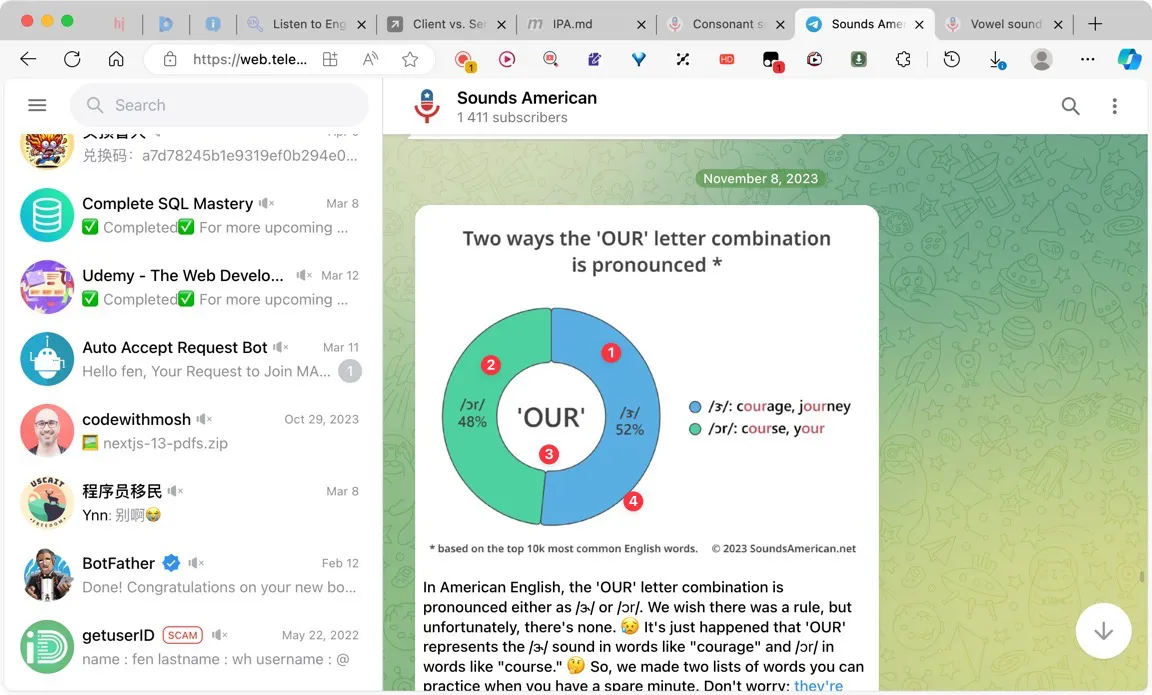 hi
Listen to Eng
Client vs. Ser
IPA.md
Consonant s
Sounds Amer
Vowel sound
https://web.tele...
1
HD
1
Search
Sounds American
1 411 subscribers
兑换码：a7d78245b1e9319ef0b294e0...
Complete SQL Mastery
Mar 8
✅ Completed✅ For more upcoming ...
Udemy - The Web Develo...
Mar 12
✅ Completed✅ For more upcoming ...
Auto Accept Request Bot
Mar 11
Hello fen, Your Request to Join MA...
1
codewithmosh
Oct 29, 2023
nextjs-13-pdfs.zip
USCAIT
FREEDOM
程序员移民
Mar 8
Ynn: 别啊😭
BotFather
Feb 12
Done! Congratulations on your new bo...
getuserID
SCAM
May 22, 2022
name : fen lastname : wh username : @
November 8, 2023
Two ways the 'OUR' letter combination
is pronounced *
1
2
/ɔr/
48%
'OUR'
/ɝ/
52%
3
4
/ɝ/: courage, journey
/ɔr/: course, your
* based on the top 10k most common English words.
© 2023 SoundsAmerican.net
In American English, the 'OUR' letter combination is
pronounced either as /ɝ/ or /ɔr/. We wish there was a rule, but
unfortunately, there's none. 😥 It's just happened that 'OUR'
represents the /ɝ/ sound in words like "courage" and /ɔr/ in
words like "course." 🤔 So, we made two lists of words you can
practice when you have a spare minute. Don't worry: they're